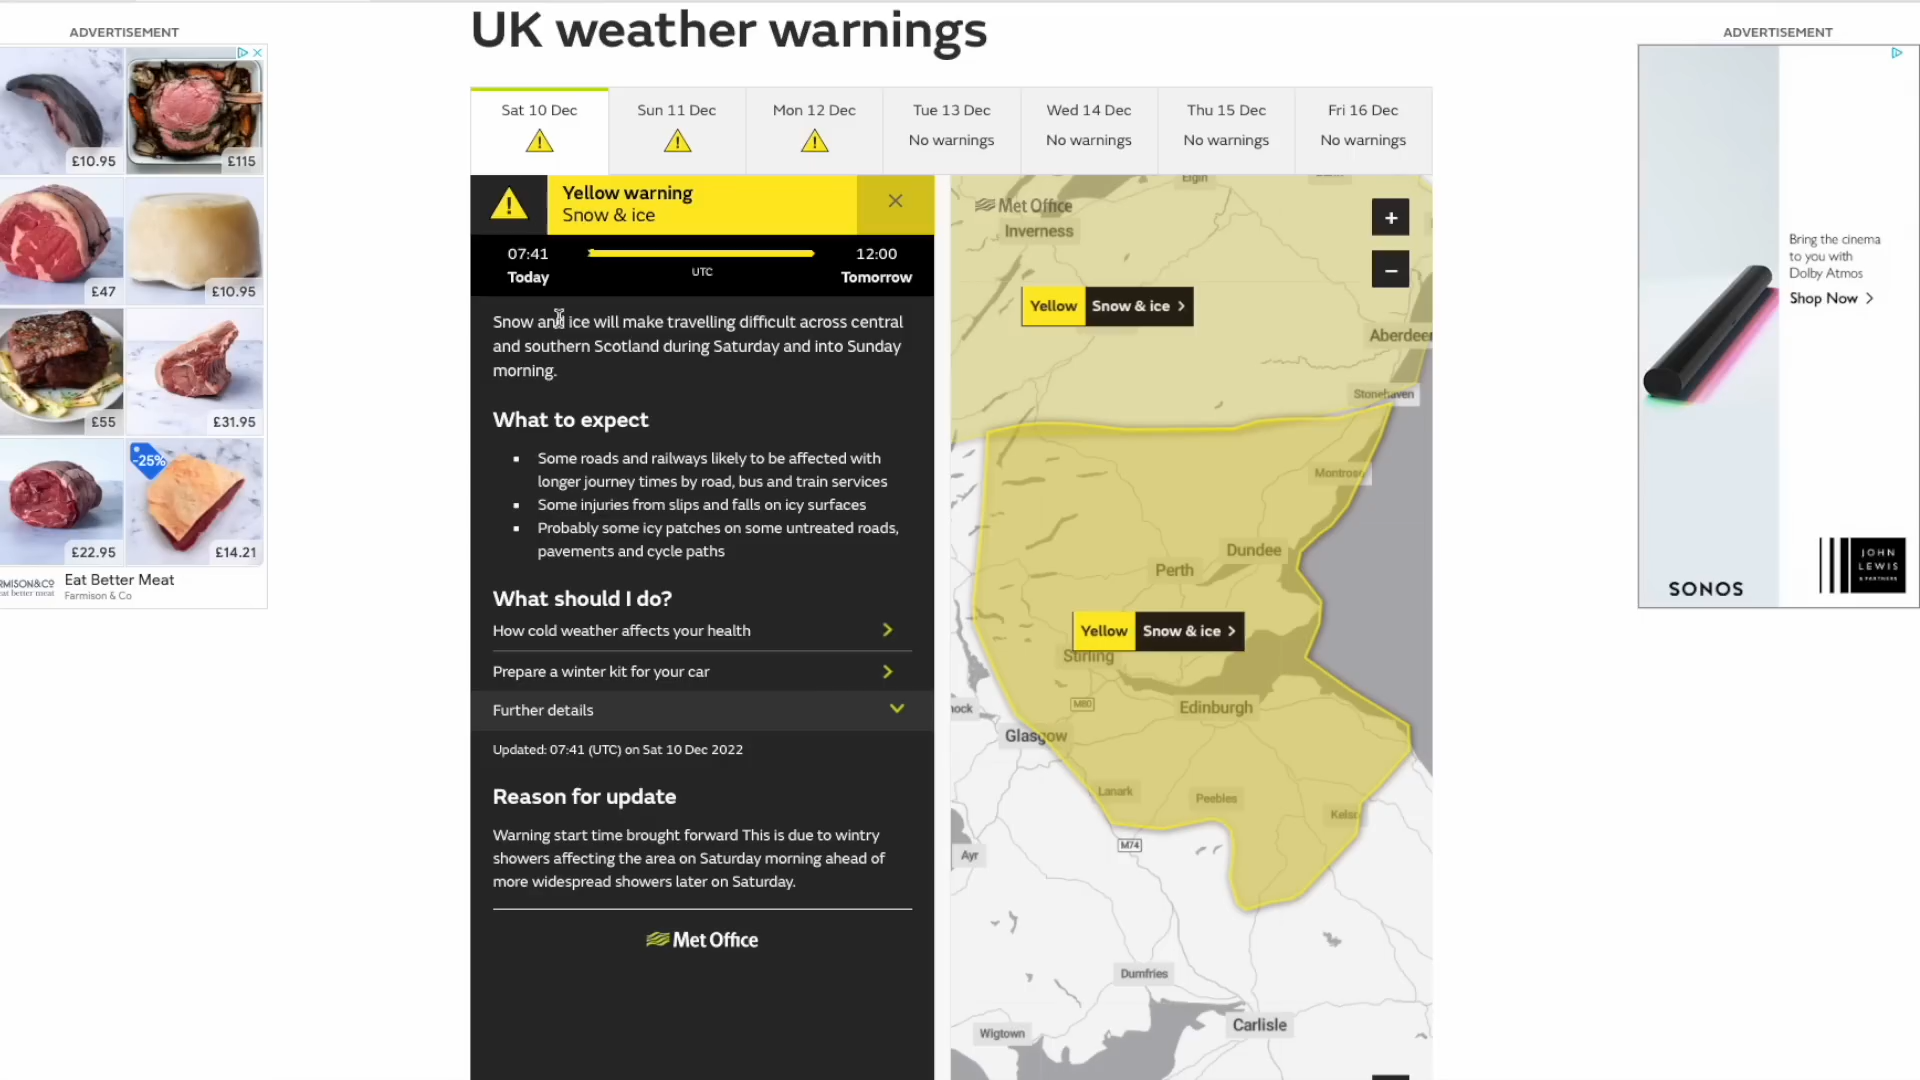 UK weather warnings
ADVERTISEMENT
£10.95
£115
£47
£10.95
£55
£31.95
-25%
£22.95
£14.21
Eat Better Meat
Farmison & Co
Sat 10 Dec
Sun 11 Dec
Mon 12 Dec
Tue 13 Dec
No warnings
Wed 14 Dec
No warnings
Thu 15 Dec
No warnings
Fri 16 Dec
No warnings
Yellow warning
Snow & ice
07:41
Today
UTC
12:00
Tomorrow
Snow and ice will make travelling difficult across central
and southern Scotland during Saturday and into Sunday
morning.
What to expect
Some roads and railways likely to be affected with
longer journey times by road, bus and train services
Some injuries from slips and falls on icy surfaces
Probably some icy patches on some untreated roads,
pavements and cycle paths
What should I do?
How cold weather affects your health
Prepare a winter kit for your car
Further details
Updated: 07:41 (UTC) on Sat 10 Dec 2022
Reason for update
Warning start time brought forward This is due to wintry
showers affecting the area on Saturday morning ahead of
more widespread showers later on Saturday.
Met Office
Elgin
Met Office
Inverness
+
−
Yellow Snow & ice >
Aberdeen
Stonehaven
Montrose
Dundee
Perth
Yellow Snow & ice >
Stirling
M80
Edinburgh
ock
Glasgow
Lanark
Peebles
Kelso
M74
Ayr
Dumfries
Carlisle
Wigtown
ADVERTISEMENT
Bring the cinema
to you with
Dolby Atmos
Shop Now >
SONOS
JOHN
LEWIS
& PARTNERS